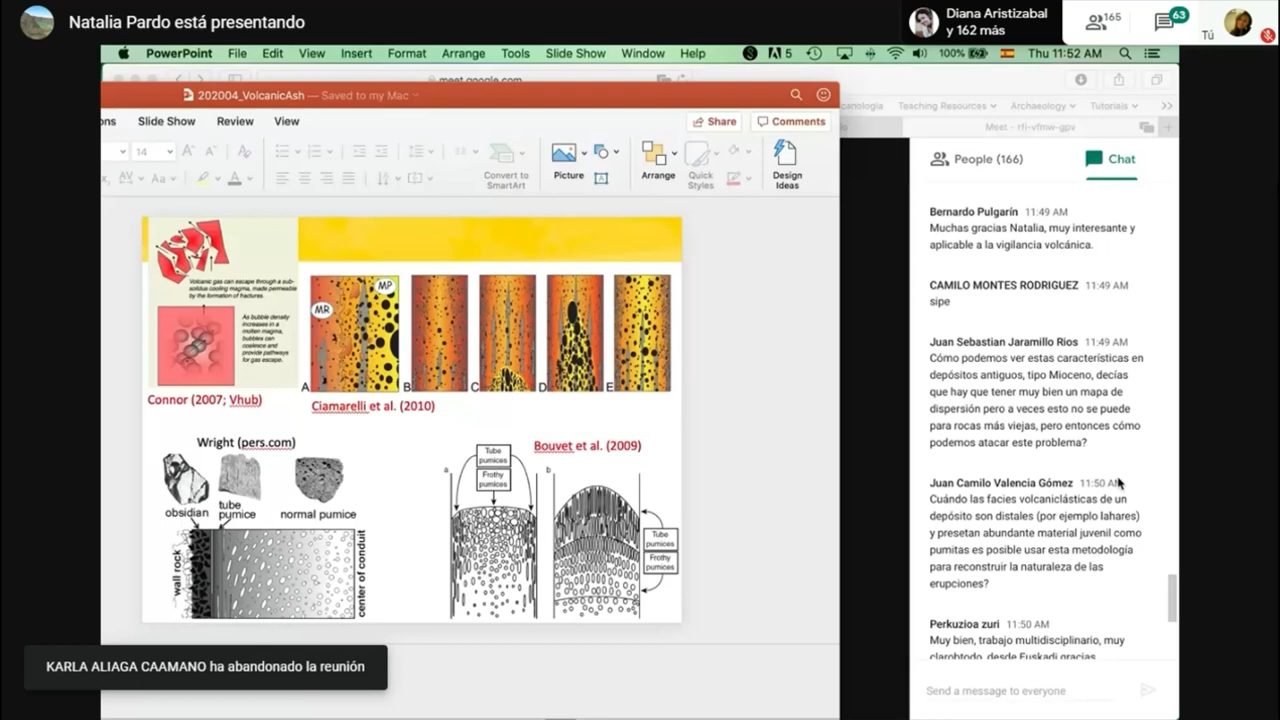 Natalia Pardo está presentando
Diana Aristizabal
y 162 más
165
63
Tú
PowerPoint File Edit View Insert Format Arrange Tools Slide Show Window Help
5
100%
Thu 11:52 AM
meet.google.com
202004_VolcanicAsh — Saved to my Mac
Teaching Resources
Archaeology
Tutorials
Meet - rfi-vfmw-gpv
Slide Show Review View
Share
Comments
14
Convert to
SmartArt
Picture
Arrange
Quick
Styles
Design
Ideas
Volcanic gas can escape through a sub-
solidus cooling magma, made permeable
by the formation of fractures.
As bubble density
increases in a
molten magma,
bubbles can
coalesce and
provide pathways
for gas escape.
MR
MP
A
B
C
D
E
Connor (2007; Vhub)
Ciamarelli et al. (2010)
Wright (pers.com)
obsidian
tube
pumice
normal pumice
wall rock
center of conduit
Bouvet et al. (2009)
a
Tube
pumices
Frothy
pumices
b
Tube
pumices
Frothy
pumices
People (166)
Chat
Bernardo Pulgarín 11:49 AM
Muchas gracias Natalia, muy interesante y
aplicable a la vigilancia volcánica.
CAMILO MONTES RODRIGUEZ 11:49 AM
sipe
Juan Sebastian Jaramillo Rios 11:49 AM
Cómo podemos ver estas características en
depósitos antiguos, tipo Mioceno, decías
que hay que tener muy bien un mapa de
dispersión pero a veces esto no se puede
para rocas más viejas, pero entonces cómo
podemos atacar este problema?
Juan Camilo Valencia Gómez 11:50 AM
Cuándo las facies volcaniclásticas de un
depósito son distales (por ejemplo lahares)
y presetan abundante material juvenil como
pumitas es posible usar esta metodología
para reconstruir la naturaleza de las
erupciones?
Perkuzioa zuri 11:50 AM
Muy bien, trabajo multidisciplinario, muy
clarobtodo, desde Euskadi gracias
Send a message to everyone
KARLA ALIAGA CAAMANO ha abandonado la reunión